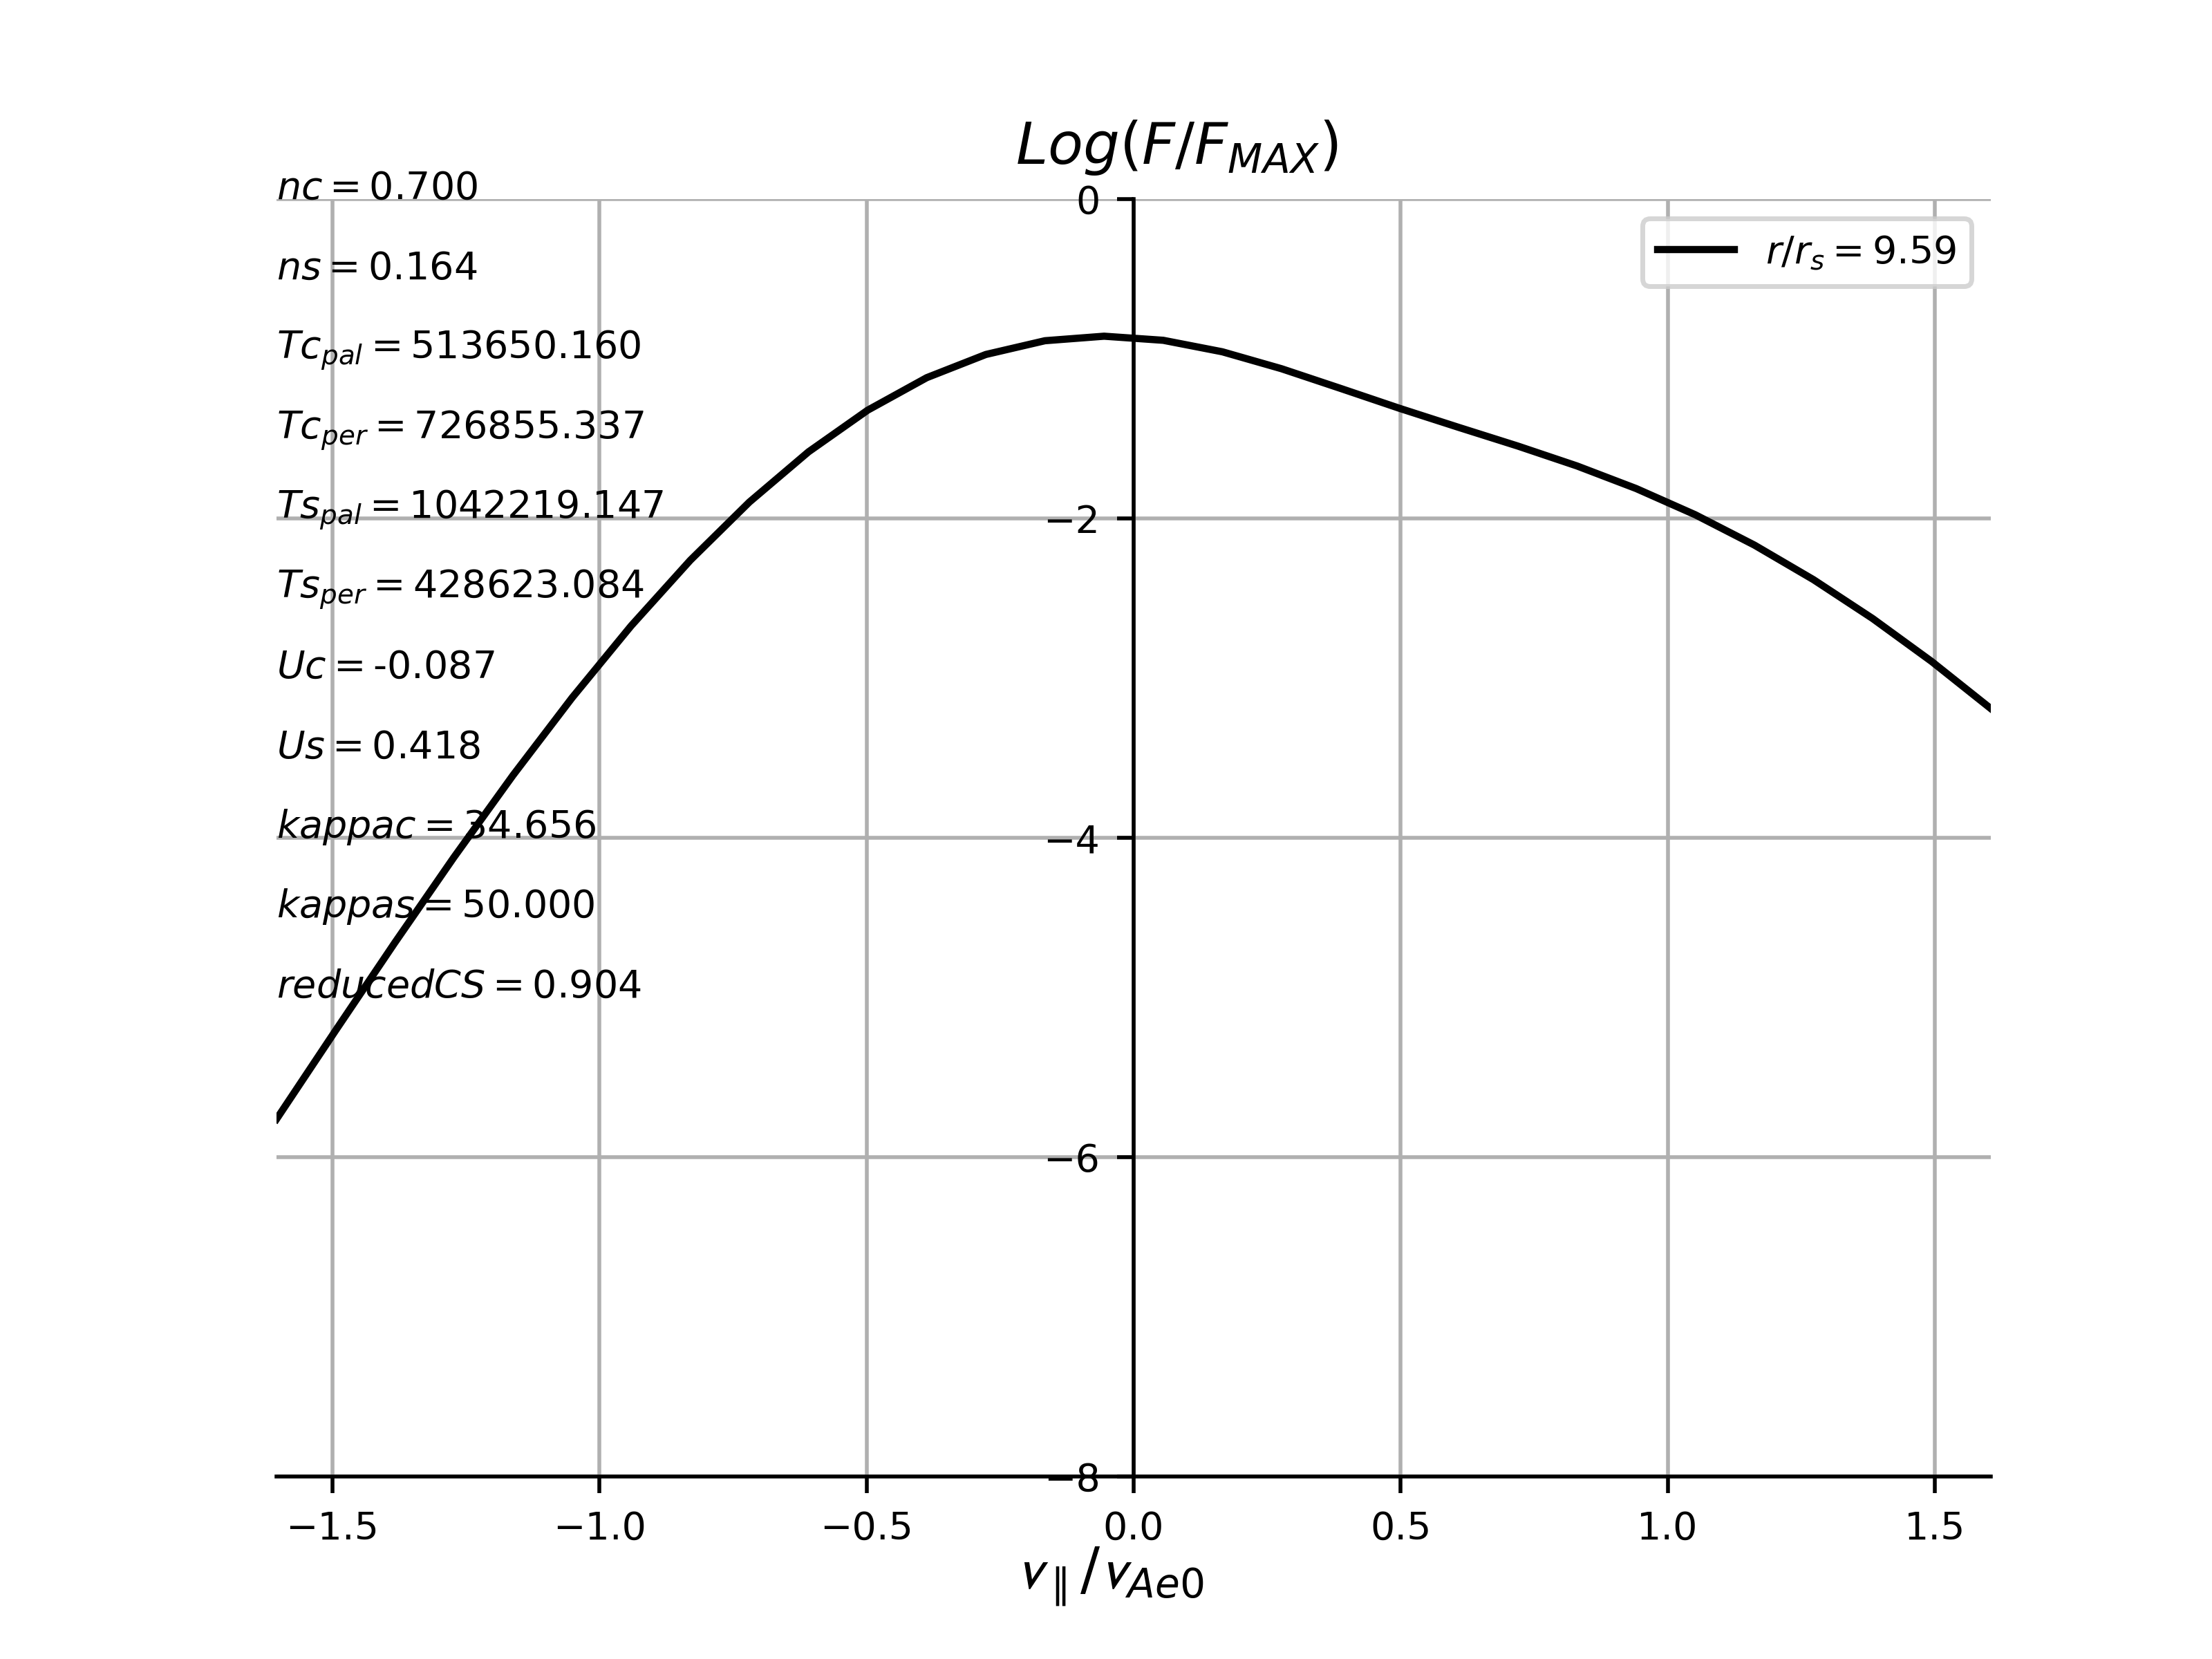 Log(F/F_MAX)
nc = 0.700
0
r/r_s = 9.59
ns = 0.164
Tc_pal = 513650.160
Tc_per = 726855.337
Ts_pal = 1042219.147
−2
Ts_per = 428623.084
Uc = -0.087
Us = 0.418
kappac = 34.656
−4
kappas = 50.000
reducedCS = 0.904
−6
−8
−1.5 −1.0 −0.5 0.0 0.5 1.0 1.5
v_∥/v_Ae0